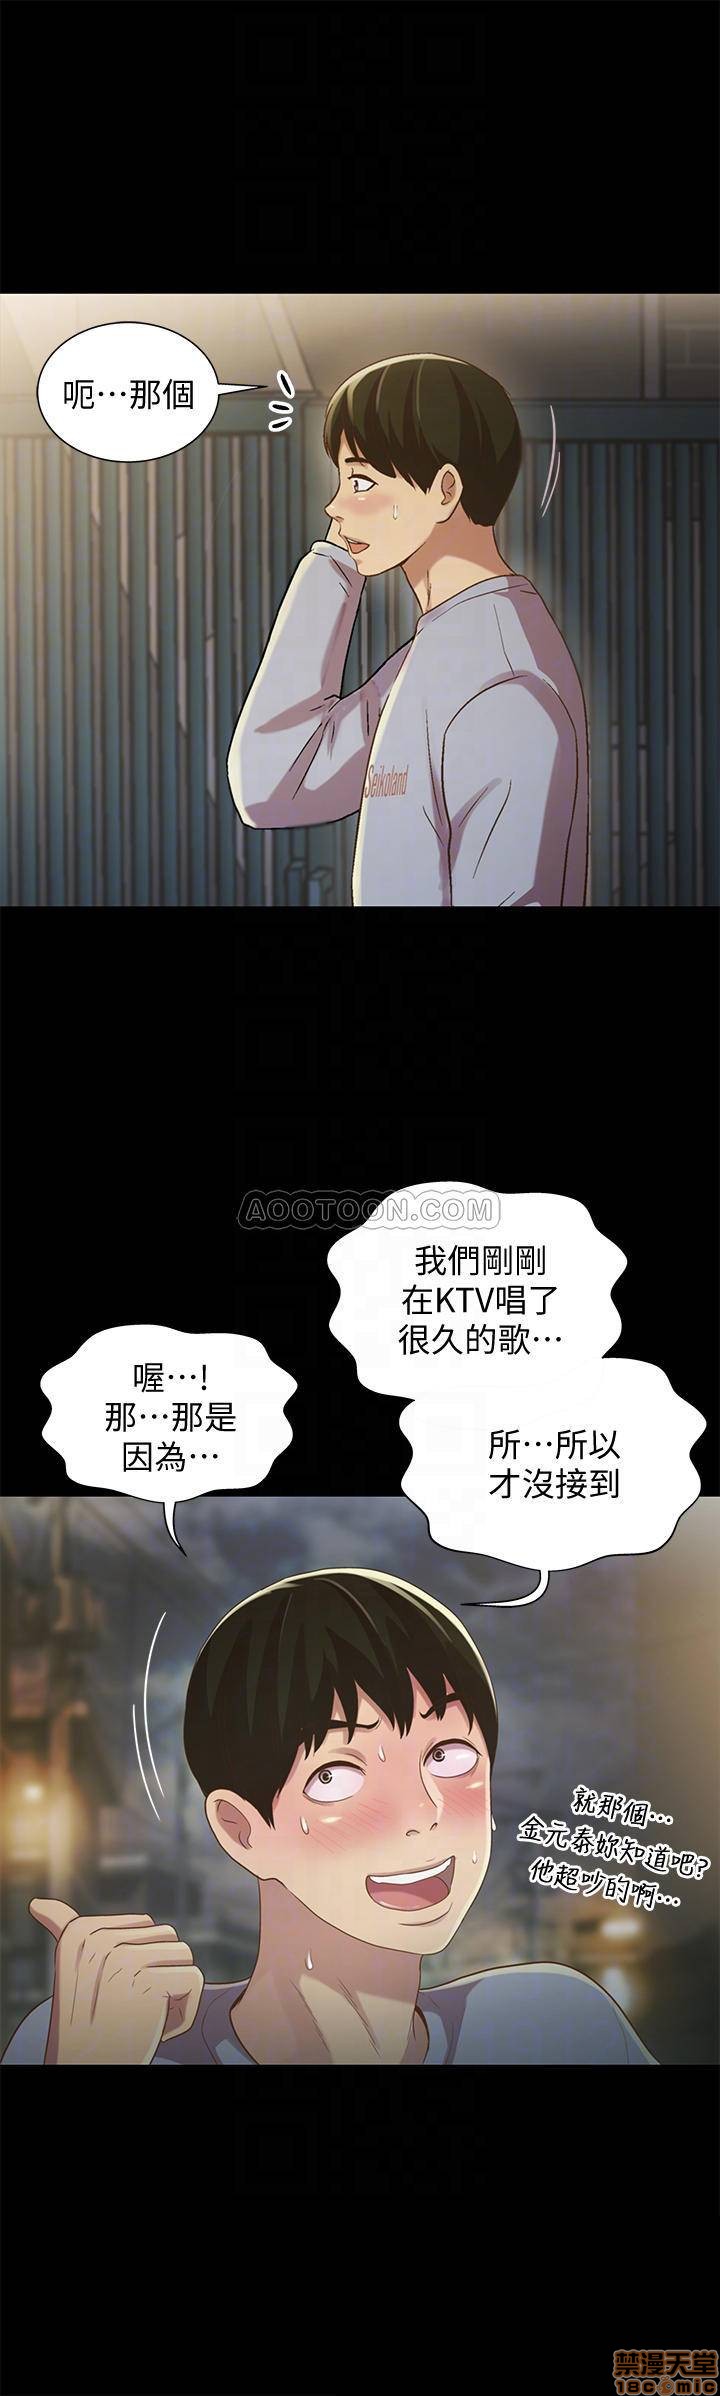 呃⋯那個
Seikoland
AOOTOON.COM
我們剛剛
在KTV唱了
很久的歌⋯
喔⋯!
那⋯那是
因為⋯
所⋯所以
才沒接到
就那個⋯
金元泰妳知道吧?
他超吵的啊⋯
禁漫天堂
18comic